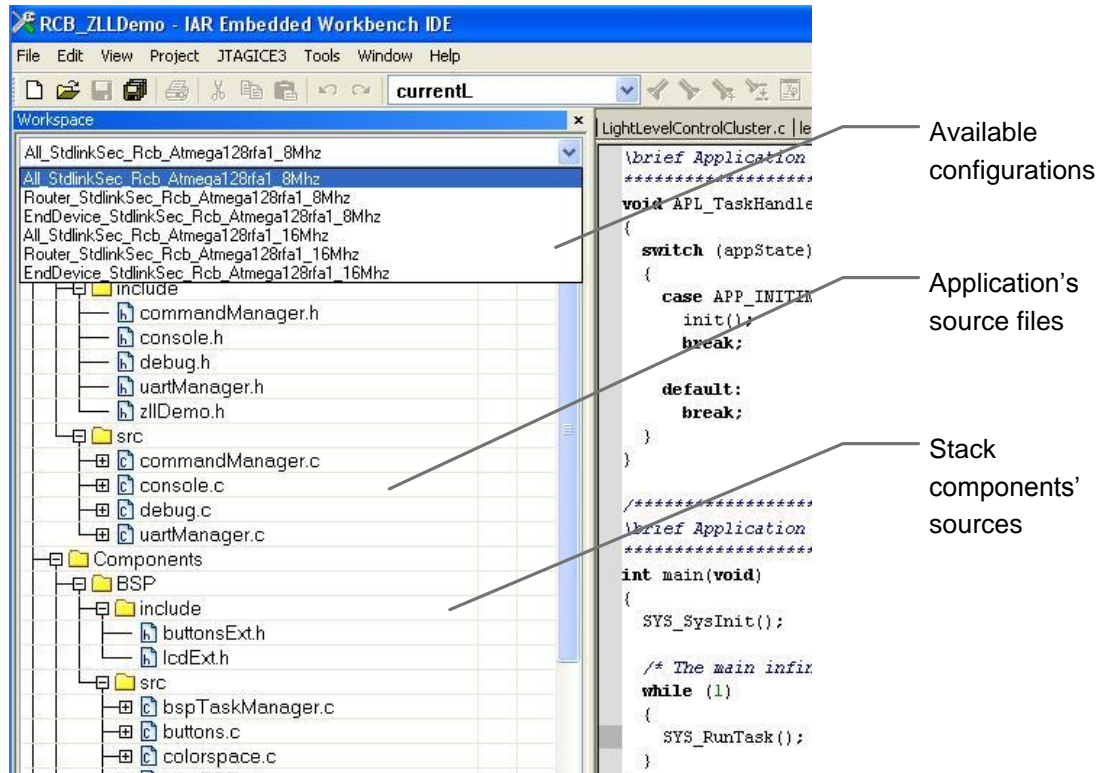 RCB_ZLLDemo - IAR Embedded Workbench IDE
File Edit View Project JTAGICE3 Tools Window Help
currentL
Workspace
All_StdlinkSec_Rcb_Atmega128rfa1_8Mhz
All_StdlinkSec_Rcb_Atmega128rfa1_8Mhz
Router_StdlinkSec_Rcb_Atmega128rfa1_8Mhz
EndDevice_StdlinkSec_Rcb_Atmega128rfa1_8Mhz
All_StdlinkSec_Rcb_Atmega128rfa1_16Mhz
Router_StdlinkSec_Rcb_Atmega128rfa1_16Mhz
EndDevice_StdlinkSec_Rcb_Atmega128rfa1_16Mhz
include
commandManager.h
console.h
debug.h
uartManager.h
zllDemo.h
src
commandManager.c
console.c
debug.c
uartManager.c
Components
BSP
include
buttonsExt.h
lcdExt.h
src
bspTaskManager.c
buttons.c
colorspace.c
LightLevelControlCluster.c | le
\brief Application
*******************
void APL_TaskHandle
{
switch (appState)
{
case APP_INITIN
init();
break;
default:
break;
}
}
/******************
\brief Application
*******************
int main(void)
{
SYS_SysInit();
/* The main infin
while (1)
{
SYS_RunTask();
}
Available
configurations
Application's
source files
Stack
components'
sources